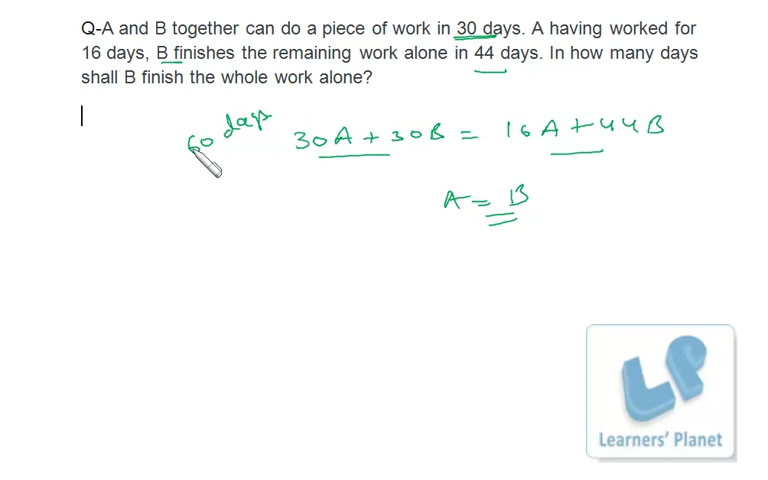 Q-A and B together can do a piece of work in 30 days. A having worked for
16 days, B finishes the remaining work alone in 44 days. In how many days
shall B finish the whole work alone?
60 days 30A + 30B = 16A + 44B
A = B
LP
Learners' Planet